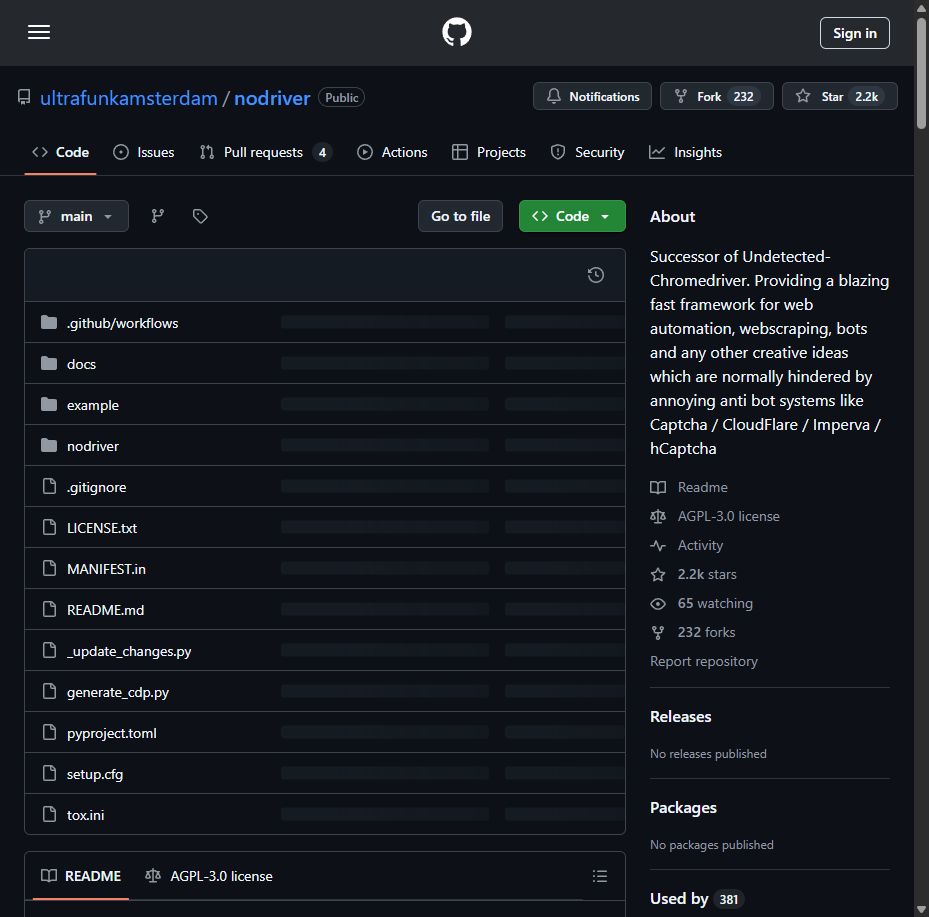 Sign in
ultrafunkamsterdam / nodriver Public
Notifications Fork 232 Star 2.2k
Code Issues Pull requests 4 Actions Projects Security Insights
main Go to file Code
.github/workflows
docs
example
nodriver
.gitignore
LICENSE.txt
MANIFEST.in
README.md
_update_changes.py
generate_cdp.py
pyproject.toml
setup.cfg
tox.ini
README AGPL-3.0 license
About
Successor of Undetected-
Chromedriver. Providing a blazing
fast framework for web
automation, webscraping, bots
and any other creative ideas
which are normally hindered by
annoying anti bot systems like
Captcha / CloudFlare / Imperva /
hCaptcha
Readme
AGPL-3.0 license
Activity
2.2k stars
65 watching
232 forks
Report repository
Releases
No releases published
Packages
No packages published
Used by 381